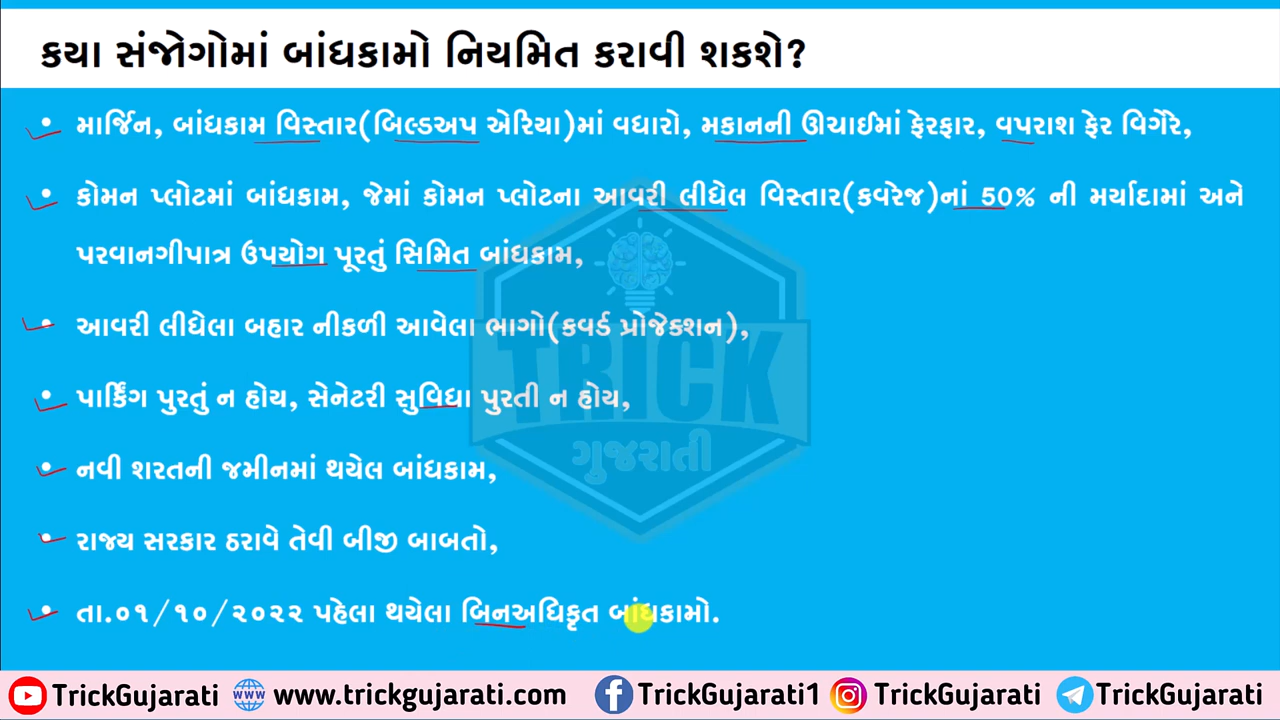 કયા સંજોગોમાં બાંધકામો નિયમિત કરાવી શકશે?
• માર્જિન, બાંધકામ વિસ્તાર(બિલ્ડઅપ એરિયા)માં વધારો, મકાનની ઊચાઈમાં ફેરફાર, વપરાશ ફેર વિગેરે,
• કોમન પ્લોટમાં બાંધકામ, જેમાં કોમન પ્લોટના આવરી લીધેલ વિસ્તાર(કવરેજ)નાં 50% ની મર્યાદામાં અને
પરવાનગીપાત્ર ઉપયોગ પૂરતું સિમિત બાંધકામ,
• આવરી લીધેલા બહાર નીકળી આવેલા ભાગો(કવર્ડ પ્રોજેક્શન),
• પાર્કિંગ પુરતું ન હોય, સેનેટરી સુવિધા પુરતી ન હોય,
• નવી શરતની જમીનમાં થયેલ બાંધકામ,
• રાજ્ય સરકાર ઠરાવે તેવી બીજી બાબતો,
• તા.૦૧/૧૦/૨૦૨૨ પહેલા થયેલા બિનઅધિકૃત બાંધકામો.
TRICK
ગુજરાતી
TrickGujarati www.trickgujarati.com TrickGujarati1 TrickGujarati TrickGujarati